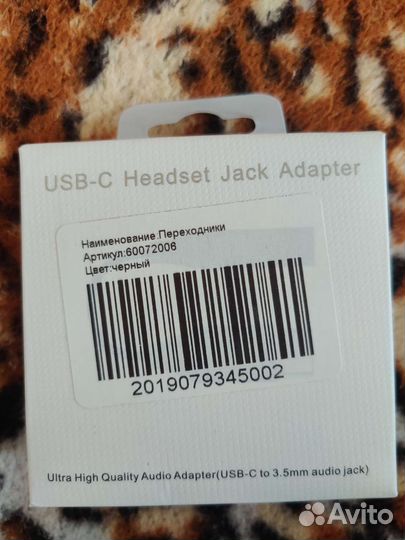 USB-C Headset Jack Adapter
Наименование:Переходники
Артикул:60072006
Цвет:черный
2019079345002
Ultra High Quality Audio Adapter(USB-C to 3.5mm audio jack)
Avito